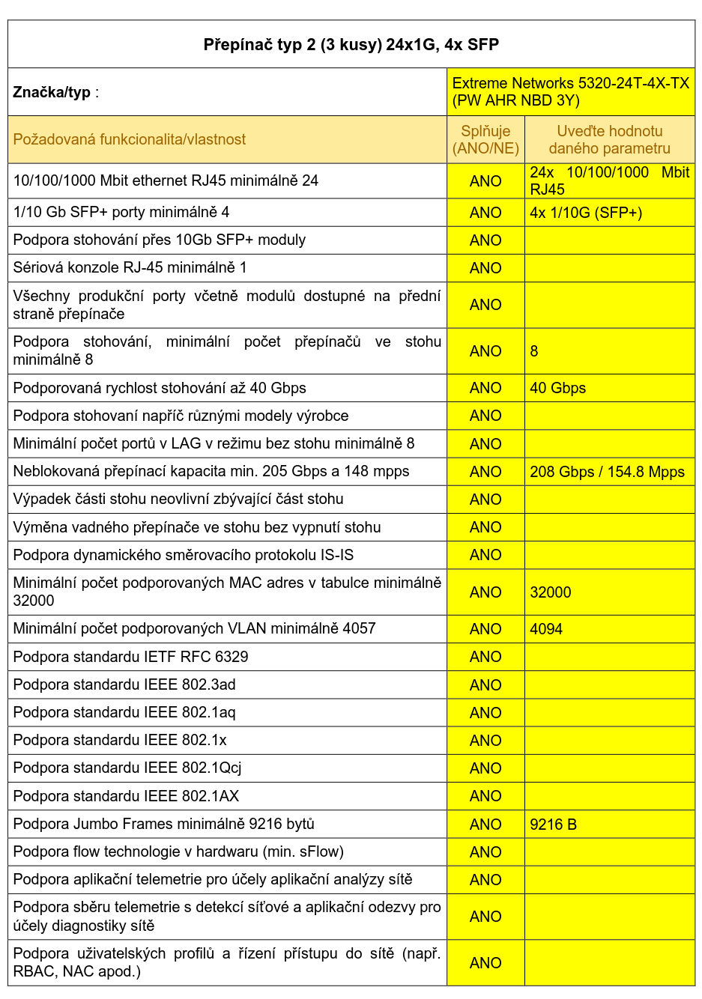 Přepínač typ 2 (3 kusy) 24x1G, 4x SFP
Značka/typ :
Extreme Networks 5320-24T-4X-TX
(PW AHR NBD 3Y)
Požadovaná funkcionalita/vlastnost
Splňuje
(ANO/NE)
Uveďte hodnotu
daného parametru
10/100/1000 Mbit ethernet RJ45 minimálně 24
ANO
24x 10/100/1000 Mbit
RJ45
1/10 Gb SFP+ porty minimálně 4
ANO
4x 1/10G (SFP+)
Podpora stohování přes 10Gb SFP+ moduly
ANO
Sériová konzole RJ-45 minimálně 1
ANO
Všechny produkční porty včetně modulů dostupné na přední
straně přepínače
ANO
Podpora stohování, minimální počet přepínačů ve stohu
minimálně 8
ANO
8
Podporovaná rychlost stohování až 40 Gbps
ANO
40 Gbps
Podpora stohovaní napříč různými modely výrobce
ANO
Minimální počet portů v LAG v režimu bez stohu minimálně 8
ANO
Neblokovaná přepínací kapacita min. 205 Gbps a 148 mpps
ANO
208 Gbps / 154.8 Mpps
Výpadek části stohu neovlivní zbývající část stohu
ANO
Výměna vadného přepínače ve stohu bez vypnutí stohu
ANO
Podpora dynamického směrovacího protokolu IS-IS
ANO
Minimální počet podporovaných MAC adres v tabulce minimálně
32000
ANO
32000
Minimální počet podporovaných VLAN minimálně 4057
ANO
4094
Podpora standardu IETF RFC 6329
ANO
Podpora standardu IEEE 802.3ad
ANO
Podpora standardu IEEE 802.1aq
ANO
Podpora standardu IEEE 802.1x
ANO
Podpora standardu IEEE 802.1Qcj
ANO
Podpora standardu IEEE 802.1AX
ANO
Podpora Jumbo Frames minimálně 9216 bytů
ANO
9216 B
Podpora flow technologie v hardwaru (min. sFlow)
ANO
Podpora aplikační telemetrie pro účely aplikační analýzy sítě
ANO
Podpora sběru telemetrie s detekcí síťové a aplikační odezvy pro
účely diagnostiky sítě
ANO
Podpora uživatelských profilů a řízení přístupu do sítě (např.
RBAC, NAC apod.)
ANO